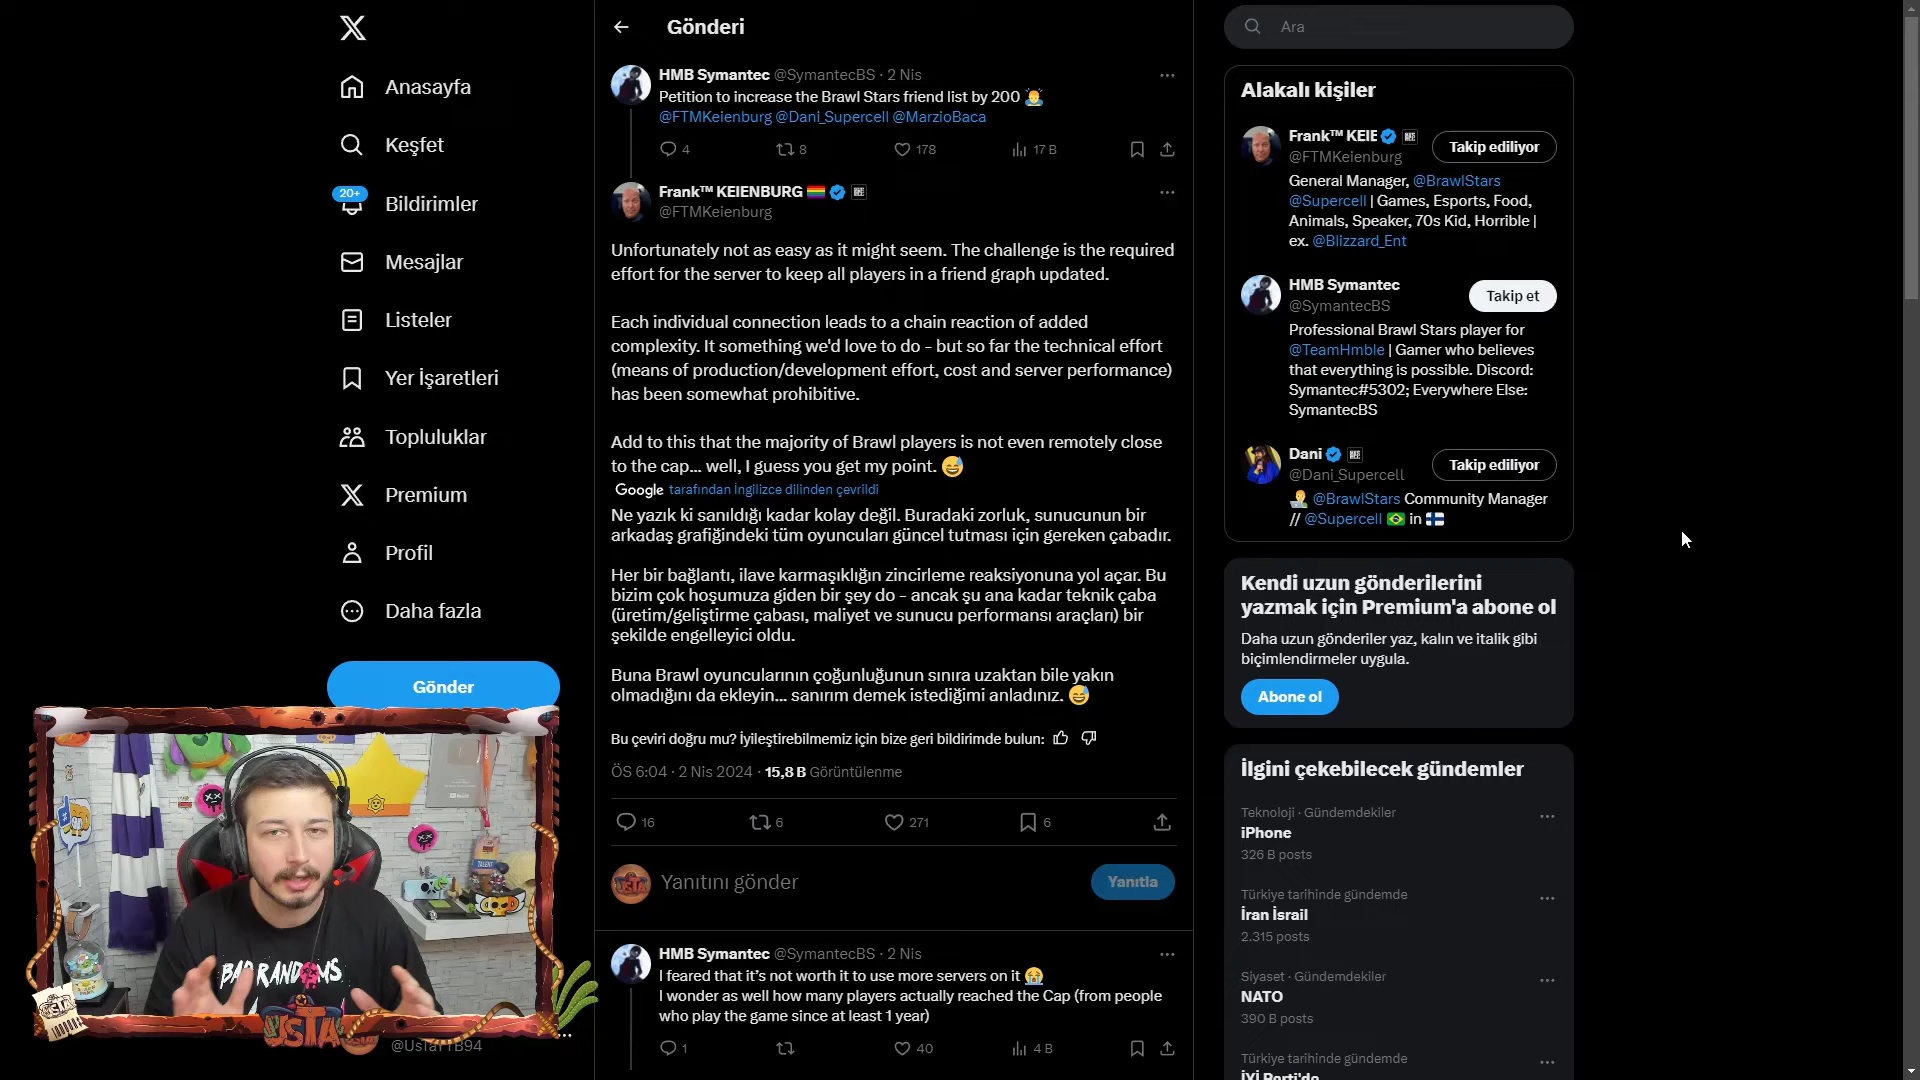 Anasayfa
Keşfet
20+
Bildirimler
Mesajlar
Listeler
Yer İşaretleri
Topluluklar
Premium
Profil
Daha fazla
Gönder
BAD RANDOMS
TALENT
USTA
USTA
@UstaYTB94
Gönderi
HMB Symantec @SymantecBS · 2 Nis
Petition to increase the Brawl Stars friend list by 200
@FTMKeienburg @Dani_Supercell @MarzioBaca
4 8 178 17 B
Frank™ KEIENBURG
@FTMKeienburg
Unfortunately not as easy as it might seem. The challenge is the required
effort for the server to keep all players in a friend graph updated.
Each individual connection leads to a chain reaction of added
complexity. It something we'd love to do - but so far the technical effort
(means of production/development effort, cost and server performance)
has been somewhat prohibitive.
Add to this that the majority of Brawl players is not even remotely close
to the cap... well, I guess you get my point. 😅
Google tarafından İngilizce dilinden çevrildi
Ne yazık ki sanıldığı kadar kolay değil. Buradaki zorluk, sunucunun bir
arkadaş grafiğindeki tüm oyuncuları güncel tutması için gereken çabadır.
Her bir bağlantı, ilave karmaşıklığın zincirleme reaksiyonuna yol açar. Bu
bizim çok hoşumuza giden bir şey do - ancak şu ana kadar teknik çaba
(üretim/geliştirme çabası, maliyet ve sunucu performansı araçları) bir
şekilde engelleyici oldu.
Buna Brawl oyuncularının çoğunluğunun sınıra uzaktan bile yakın
olmadığını da ekleyin... sanırım demek istediğimi anladınız. 😅
Bu çeviri doğru mu? İyileştirebilmemiz için bize geri bildirimde bulun:
ÖS 6:04 · 2 Nis 2024 · 15,8 B Görüntülenme
16 6 271 6
Yanıtını gönder
Yanıtla
HMB Symantec @SymantecBS · 2 Nis
I feared that it's not worth it to use more servers on it 😭
I wonder as well how many players actually reached the Cap (from people
who play the game since at least 1 year)
1 40 4 B
Ara
Alakalı kişiler
Frank™ KEIE
@FTMKeienburg
Takip ediliyor
General Manager, @BrawlStars
@Supercell | Games, Esports, Food,
Animals, Speaker, 70s Kid, Horrible |
ex. @Blizzard_Ent
HMB Symantec
@SymantecBS
Takip et
Professional Brawl Stars player for
@TeamHmble | Gamer who believes
that everything is possible. Discord:
Symantec#5302; Everywhere Else:
SymantecBS
Dani
@Dani_Supercell
Takip ediliyor
@BrawlStars Community Manager
// @Supercell 🇧🇷 in 🇫🇮
Kendi uzun gönderilerini
yazmak için Premium'a abone ol
Daha uzun gönderiler yaz, kalın ve italik gibi
biçimlendirmeler uygula.
Abone ol
İlgini çekebilecek gündemler
Teknoloji · Gündemdekiler
iPhone
326 B posts
Türkiye tarihinde gündemde
İran İsrail
2.315 posts
Siyaset · Gündemdekiler
NATO
390 B posts
Türkiye tarihinde gündemde
İYİ Parti'de